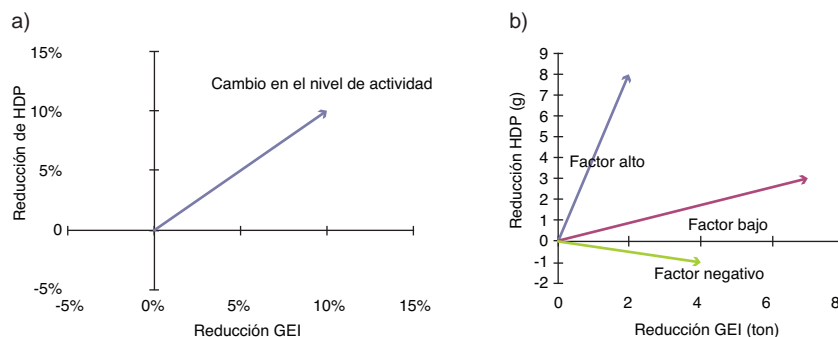 a)
15%
10%
5%
0
-5%
Reducción de HDP
Cambio en el nivel de actividad
-5%
0%
5%
10%
15%
Reducción GEI
b)
9
8
7
6
5
4
3
2
1
0
-1
-2
Reducción HDP (g)
Factor alto
Factor bajo
Factor negativo
0
2
4
6
8
Reducción GEI (ton)